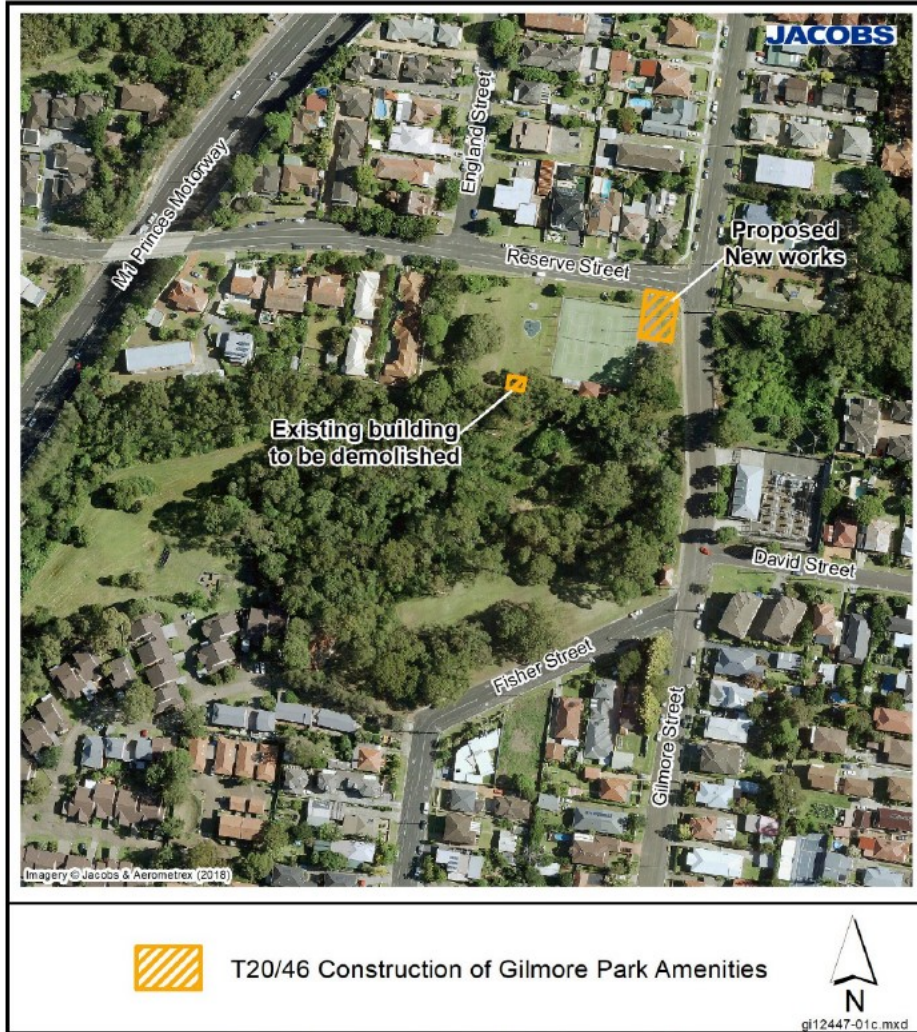 JACOBS
England Street
M1 Princes Motorway
Proposed
New works
Reserve Street
Existing building
to be demolished
David Street
Fisher Street
Gilmore Street
Imagery © Jacobs & Aerometrex (2018)
T20/46 Construction of Gilmore Park Amenities
N
gi12447-01c.mxd